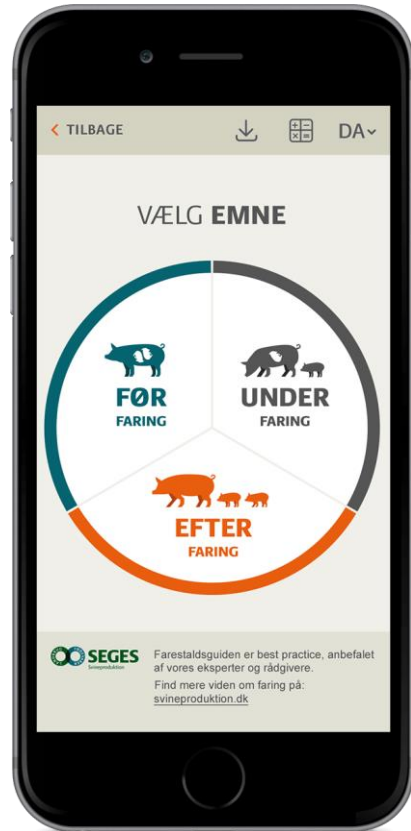 < TILBAGE
DA
VÆLG EMNE
FØR
FARING
UNDER
FARING
EFTER
FARING
SEGES
Svineproduktion
Farestaldsguiden er best practice, anbefalet
af vores eksperter og rådgivere.
Find mere viden om faring på:
svineproduktion.dk